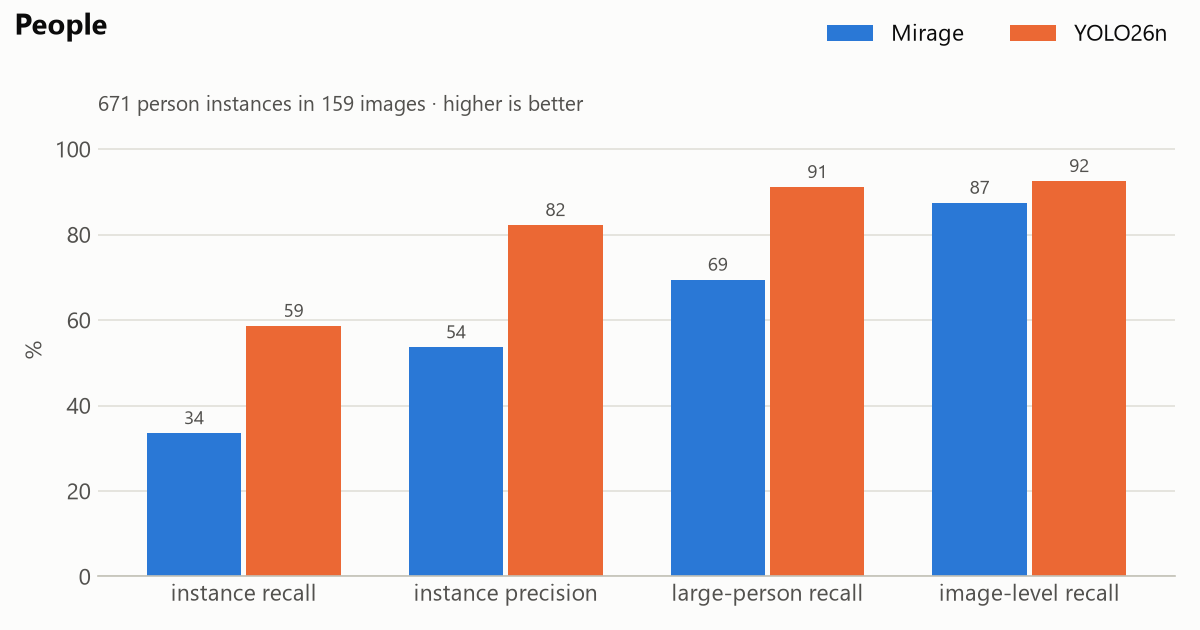 People
Mirage
YOLO26n
671 person instances in 159 images · higher is better
100
80
60
40
20
0
%
34
59
54
82
69
91
87
92
instance recall
instance precision
large-person recall
image-level recall